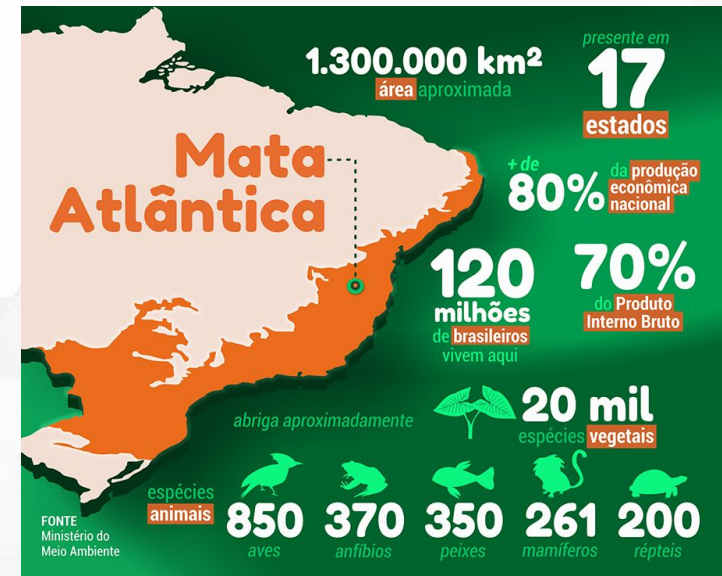 1.300.000 km²
área aproximada
presente em
17
estados
Mata
Atlântica
+ de
80%
da produção
econômica
nacional
120
milhões
de brasileiros
vivem aqui
70%
do Produto
Interno Bruto
abriga aproximadamente
20 mil
espécies vegetais
espécies
animais
850
aves
370
anfíbios
350
peixes
261
mamíferos
200
répteis
FONTE
Ministério do
Meio Ambiente